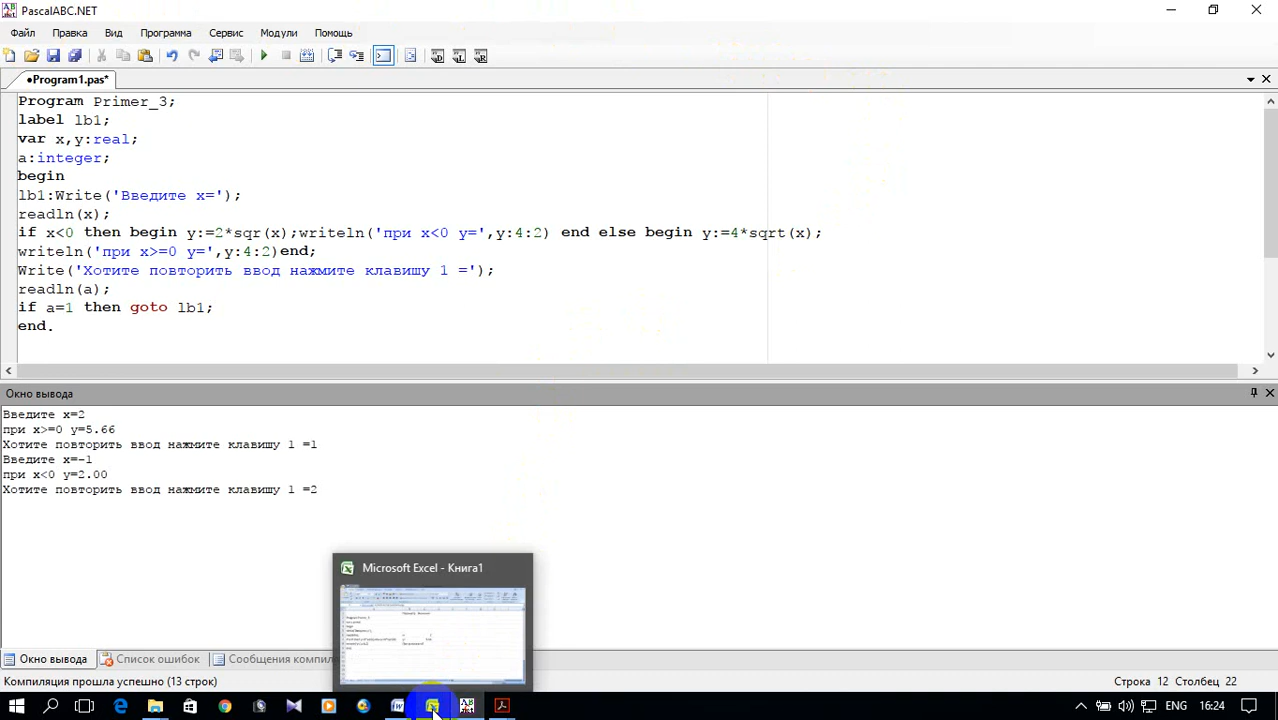 PascalABC.NET
Файл Правка Вид Программа Сервис Модули Помощь
•Program1.pas*
Program Primer_3;
label lb1;
var x,y:real;
a:integer;
begin
lb1:Write('Введите x=');
readln(x);
if x<0 then begin y:=2*sqr(x);writeln('при x<0 y=',y:4:2) end else begin y:=4*sqrt(x);
writeln('при x>=0 y=',y:4:2)end;
Write('Хотите повторить ввод нажмите клавишу 1 =');
readln(a);
if a=1 then goto lb1;
end.
Окно вывода
Введите x=2
при x>=0 y=5.66
Хотите повторить ввод нажмите клавишу 1 =1
Введите x=-1
при x<0 y=2.00
Хотите повторить ввод нажмите клавишу 1 =2
Microsoft Excel - Книга1
Окно вывода Список ошибок Сообщения компил
Компиляция прошла успешно (13 строк) Строка 12 Столбец 22
ENG 16:24